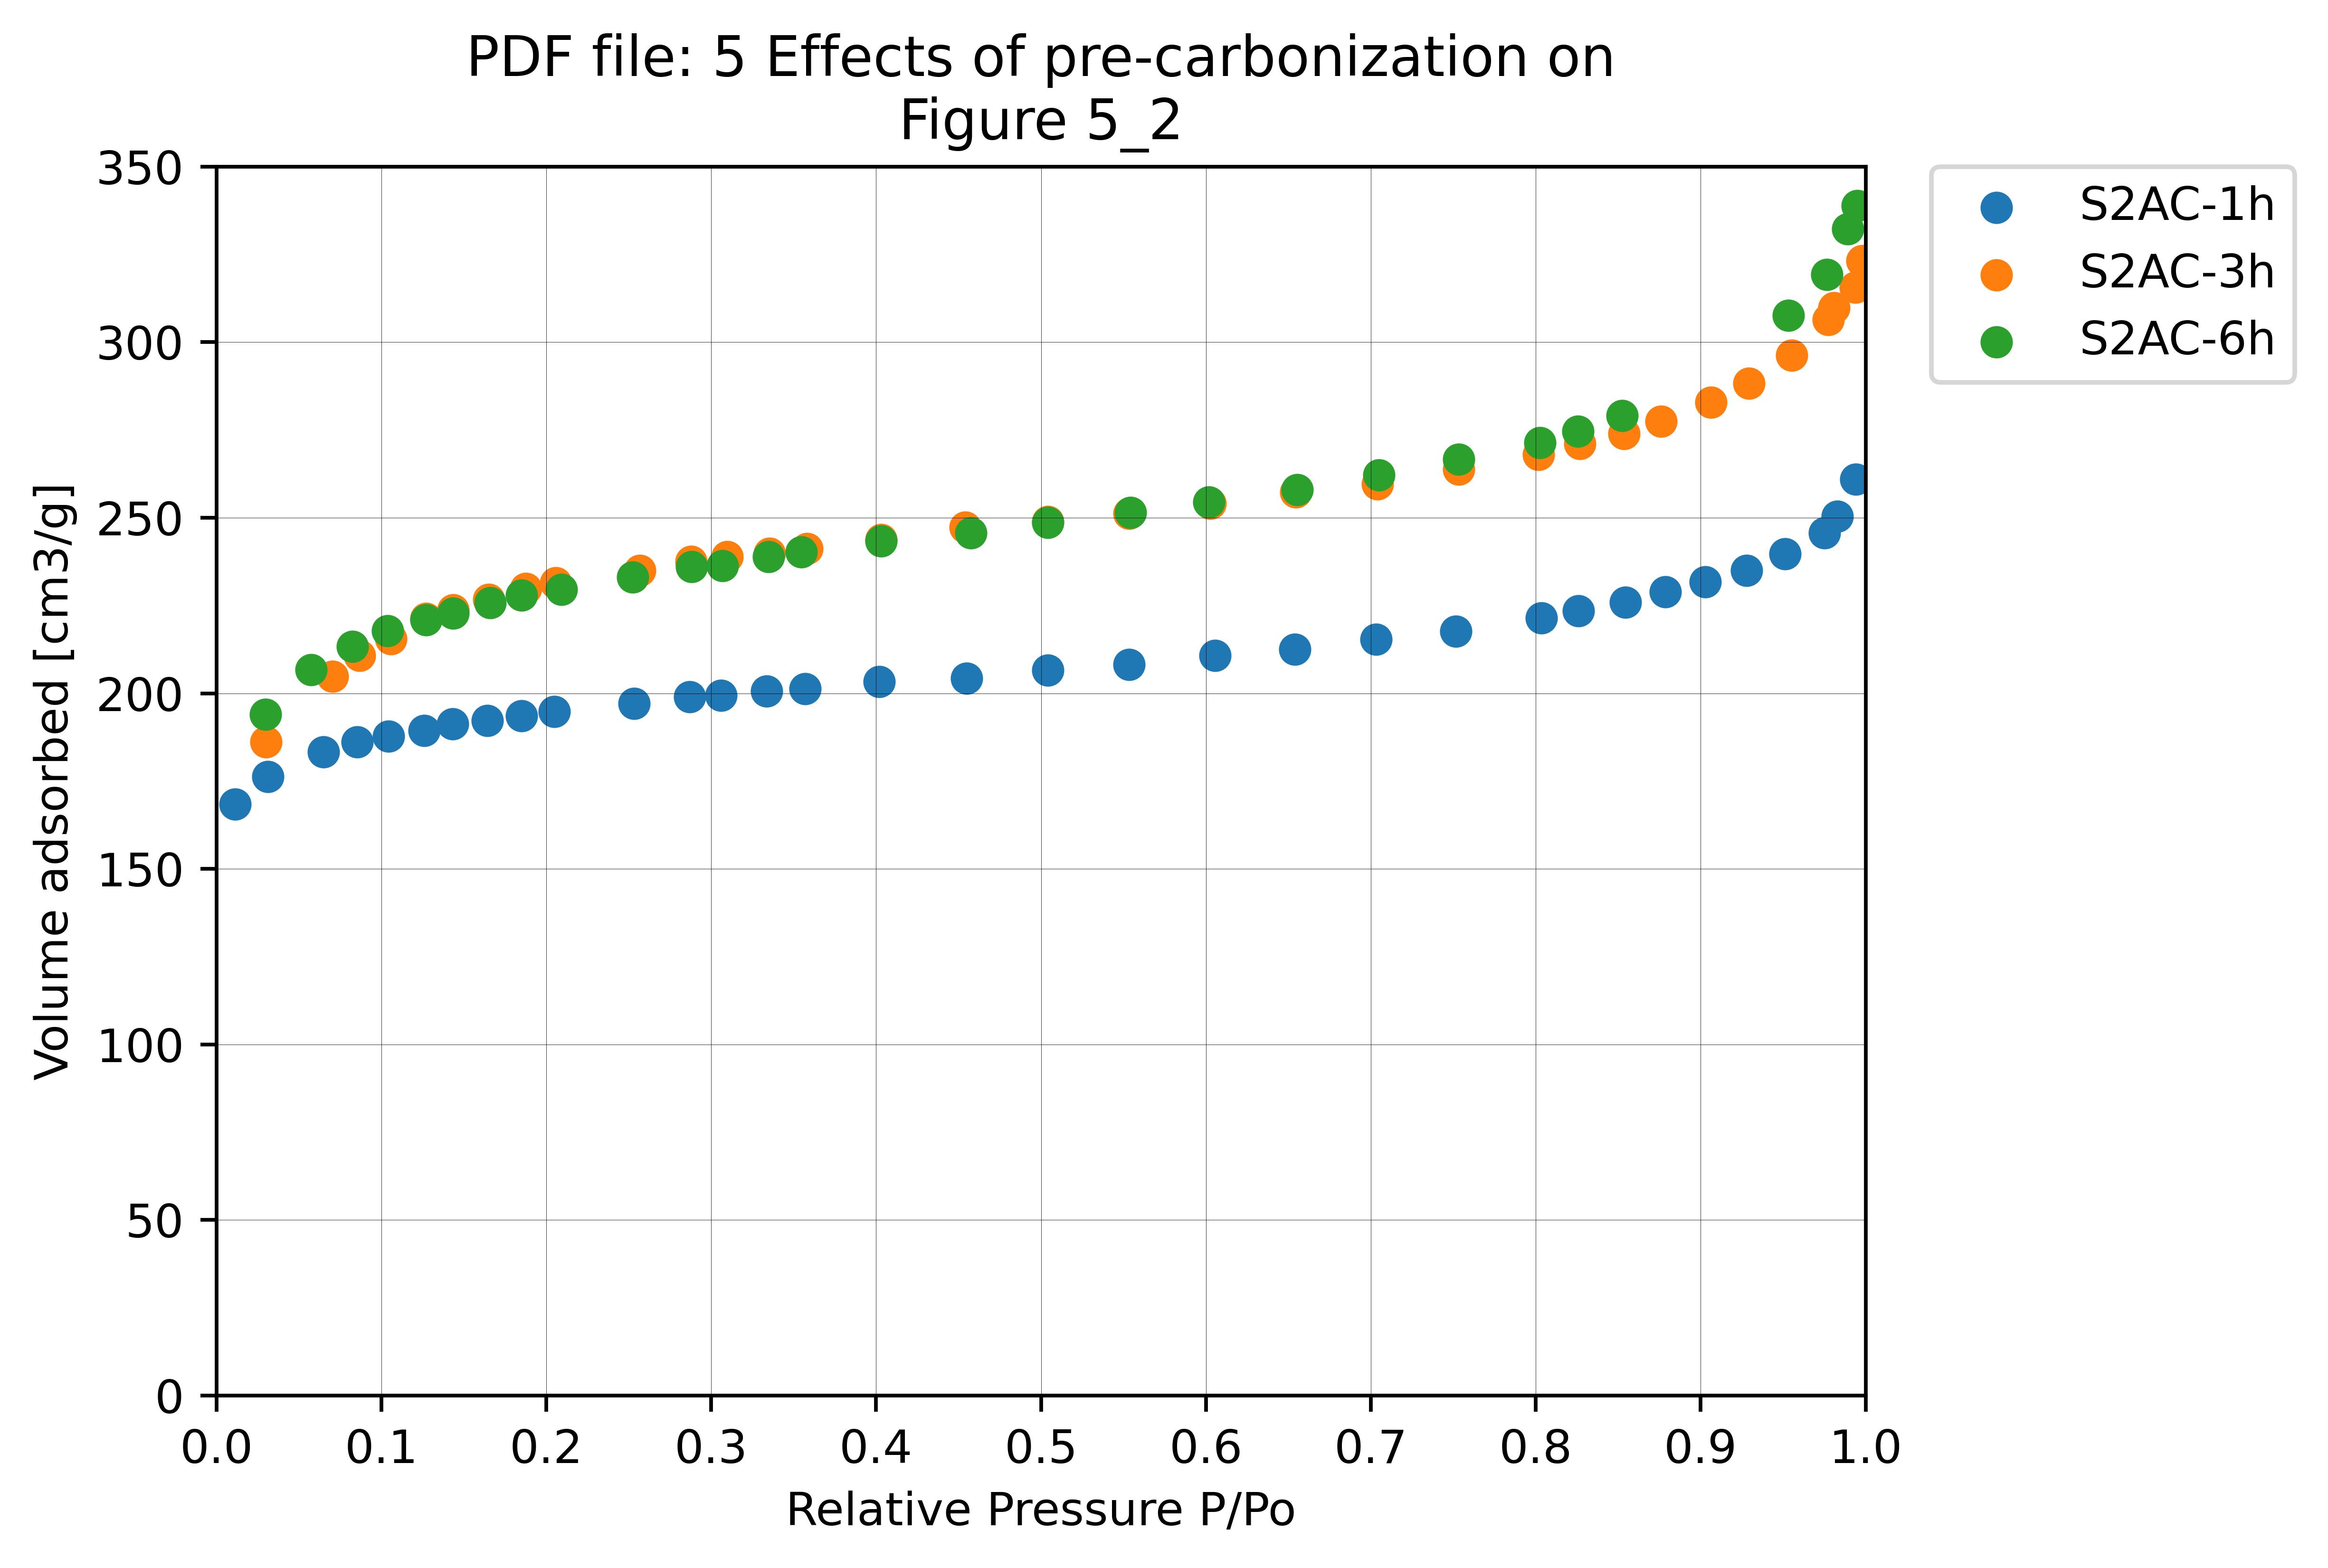 PDF file: 5 Effects of pre-carbonization on
Figure 5_2
350
300
250
200
150
100
50
0
Volume adsorbed [cm3/g]
0.0 0.1 0.2 0.3 0.4 0.5 0.6 0.7 0.8 0.9 1.0
Relative Pressure P/Po
S2AC-1h
S2AC-3h
S2AC-6h